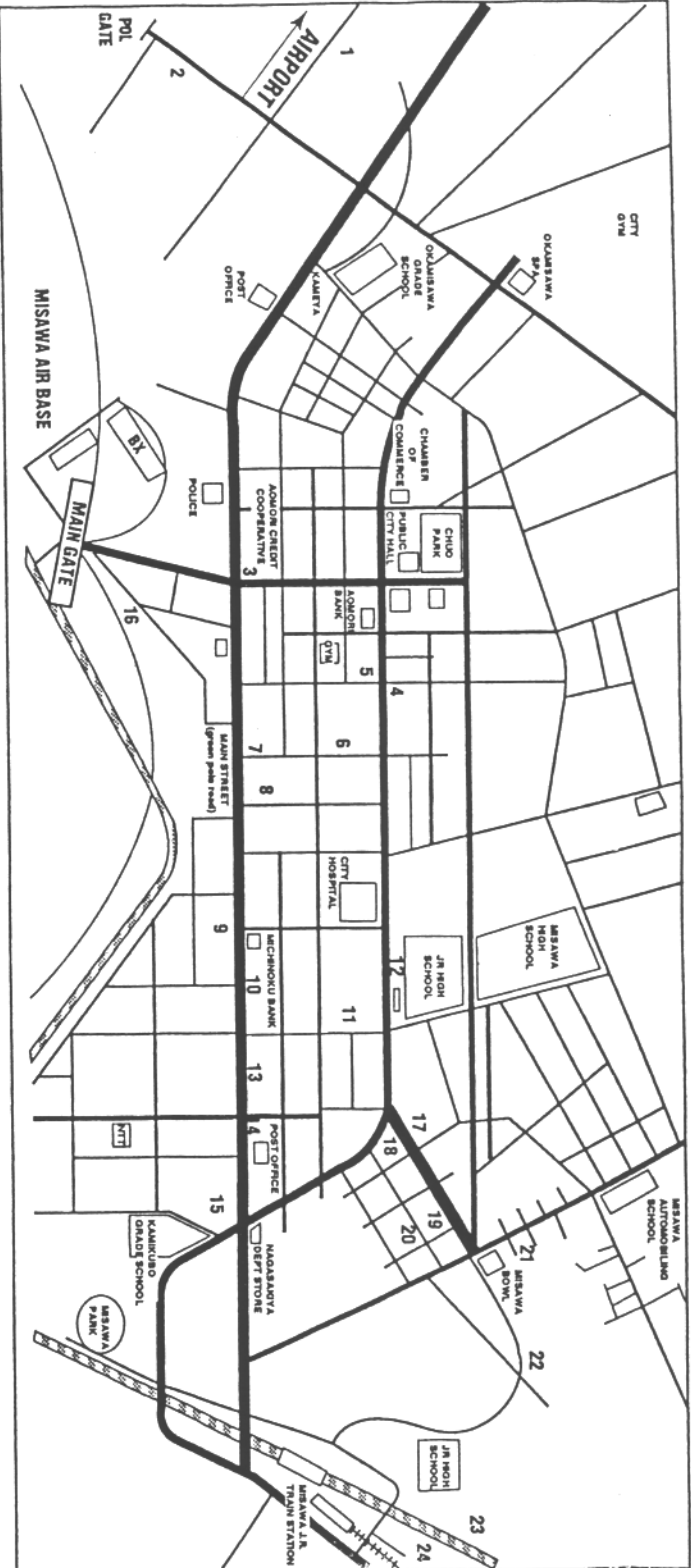 POL
GATE
2
AIRPORT
1
CITY
GYM
OKAMISAWA
SPA
OKAMISAWA
GRADE
SCHOOL
KAMEYA
POST
OFFICE
MISAWA AIR BASE
BX
MAIN GATE
POLICE
CHAMBER
OF
COMMERCE
CHUO
PARK
PUBLIC
CITY HALL
AOMORI CREDIT
COOPERATIVE
3
16
AOMORI
BANK
GYM
5
4
6
7
8
MAIN STREET
(green pole road)
CITY
HOSPITAL
9
MICHINOKU BANK
10
11
12
JR HIGH
SCHOOL
MISAWA
HIGH
SCHOOL
13
14
NTT
POST OFFICE
15
KAMIKUBO
GRADE SCHOOL
NAGASAKIYA
DEPT STORE
17
18
19
20
21
MISAWA
AUTOMOBILING
SCHOOL
MISAWA
BOWL
22
MISAWA
PARK
JR HIGH
SCHOOL
MISAWA J.R.
TRAIN STATION
23
24